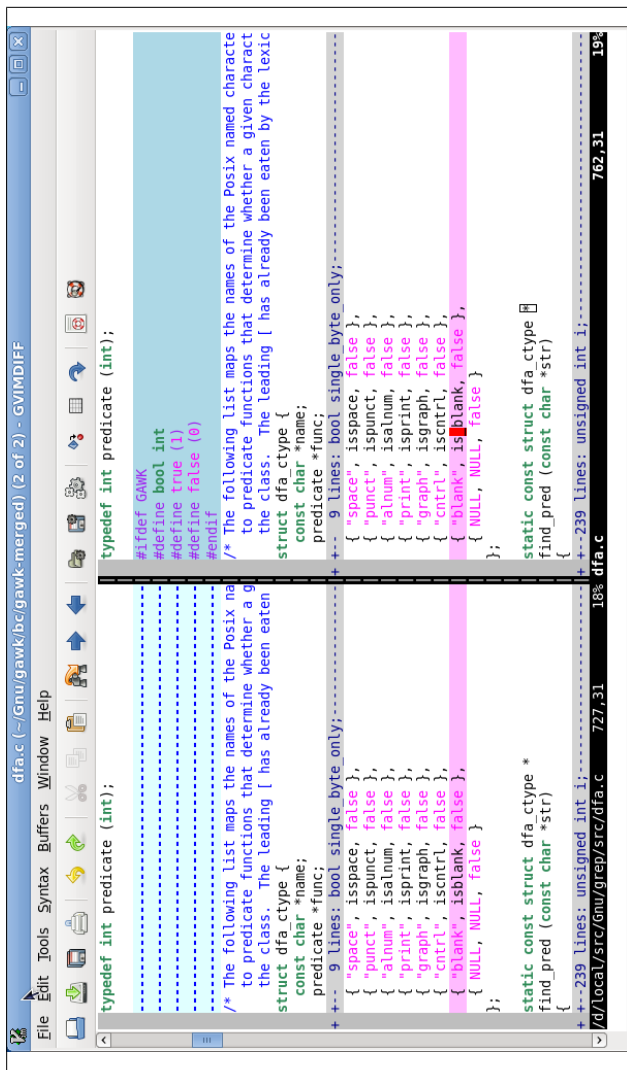 dfa.c (~/Gnu/gawk/bc/gawk-merged) (2 of 2) - GVIMDIFF
File Edit Tools Syntax Buffers Window Help
typedef int predicate (int);
/* The following list maps the names of the Posix na
to predicate functions that determine whether a g
the class. The leading [ has already been eaten
struct dfa_ctype {
const char *name;
predicate *func;
+ +-- 9 lines: bool single_byte_only;
{ "space", isspace, false },
{ "punct", ispunct, false },
{ "alnum", isalnum, false },
{ "print", isprint, false },
{ "graph", isgraph, false },
{ "cntrl", iscntrl, false },
{ "blank", isblank, false },
{ NULL, NULL, false }
};
static const struct dfa_ctype *
find_pred (const char *str)
{
+ +--239 lines: unsigned int i;
/d/local/src/Gnu/grep/src/dfa.c 727,31 18%
typedef int predicate (int);
#ifdef GAWK
#define bool int
#define true (1)
#define false (0)
#endif
/* The following list maps the names of the Posix named characte
to predicate functions that determine whether a given charact
the class. The leading [ has already been eaten by the lexic
struct dfa_ctype {
const char *name;
predicate *func;
+ +-- 9 lines: bool single_byte_only;
{ "space", isspace, false },
{ "punct", ispunct, false },
{ "alnum", isalnum, false },
{ "print", isprint, false },
{ "graph", isgraph, false },
{ "cntrl", iscntrl, false },
{ "blank", is_blank, false },
{ NULL, NULL, false }
};
static const struct dfa_ctype *
find_pred (const char *str)
{
+ +--239 lines: unsigned int i;
dfa.c 762,31 19%